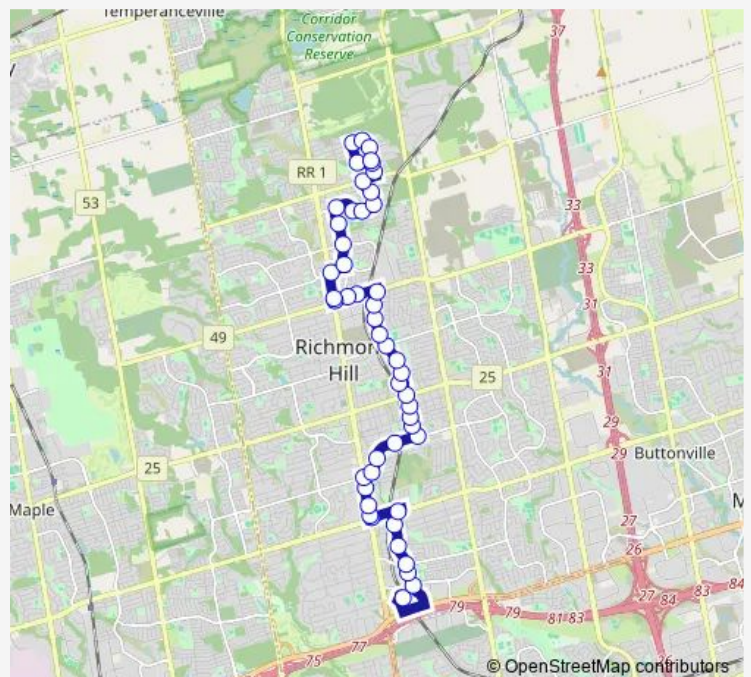 Temperanceville
Corridor
Conservation
Reserve
37
RR 1
53
33
33
31
49
Richmon
Hill
31
25
29
29
25
Buttonville
Maple
27
26
27 84
83
84
79
79
81 83
77
75
26
© OpenStreetMap contributors